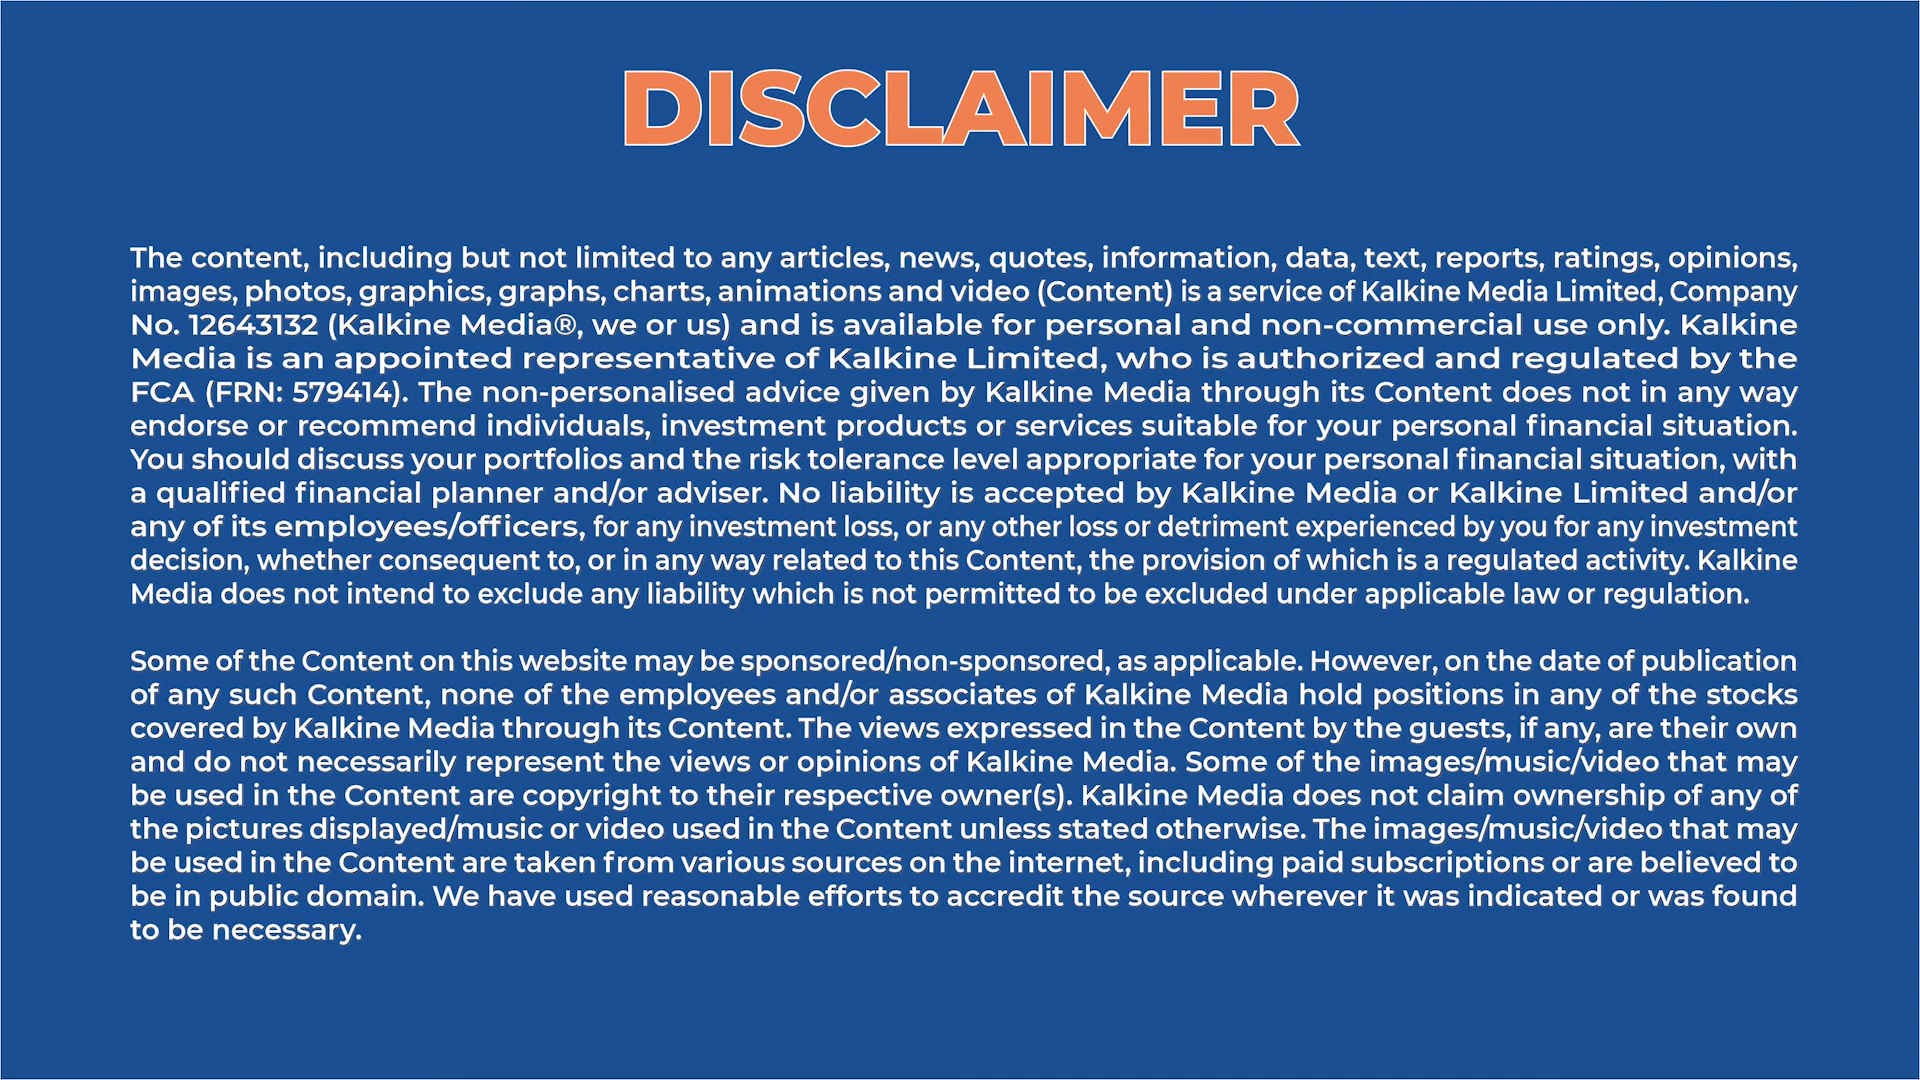 DISCLAIMER
The content, including but not limited to any articles, news, quotes, information, data, text, reports, ratings, opinions,
images, photos, graphics, graphs, charts, animations and video (Content) is a service of Kalkine Media Limited, Company
No. 12643132 (Kalkine Media®, we or us) and is available for personal and non-commercial use only. Kalkine
Media is an appointed representative of Kalkine Limited, who is authorized and regulated by the
FCA (FRN: 579414). The non-personalised advice given by Kalkine Media through its Content does not in any way
endorse or recommend individuals, investment products or services suitable for your personal financial situation.
You should discuss your portfolios and the risk tolerance level appropriate for your personal financial situation, with
a qualified financial planner and/or adviser. No liability is accepted by Kalkine Media or Kalkine Limited and/or
any of its employees/officers, for any investment loss, or any other loss or detriment experienced by you for any investment
decision, whether consequent to, or in any way related to this Content, the provision of which is a regulated activity. Kalkine
Media does not intend to exclude any liability which is not permitted to be excluded under applicable law or regulation.
Some of the Content on this website may be sponsored/non-sponsored, as applicable. However, on the date of publication
of any such Content, none of the employees and/or associates of Kalkine Media hold positions in any of the stocks
covered by Kalkine Media through its Content. The views expressed in the Content by the guests, if any, are their own
and do not necessarily represent the views or opinions of Kalkine Media. Some of the images/music/video that may
be used in the Content are copyright to their respective owner(s). Kalkine Media does not claim ownership of any of
the pictures displayed/music or video used in the Content unless stated otherwise. The images/music/video that may
be used in the Content are taken from various sources on the internet, including paid subscriptions or are believed to
be in public domain. We have used reasonable efforts to accredit the source wherever it was indicated or was found
to be necessary.